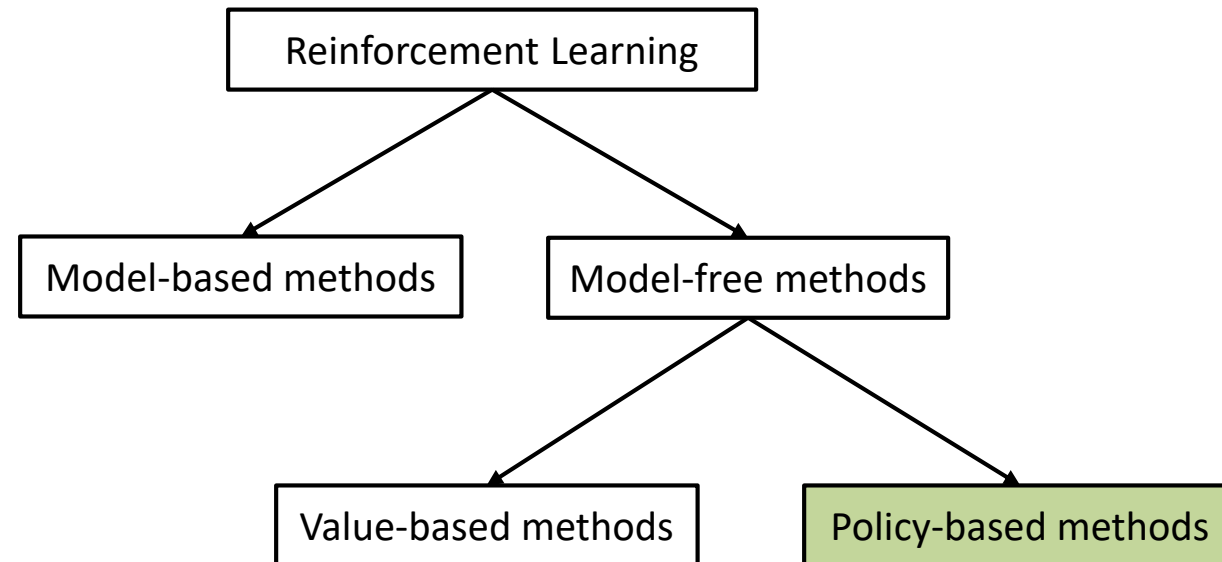 Reinforcement Learning
Model-based methods
Model-free methods
Value-based methods
Policy-based methods